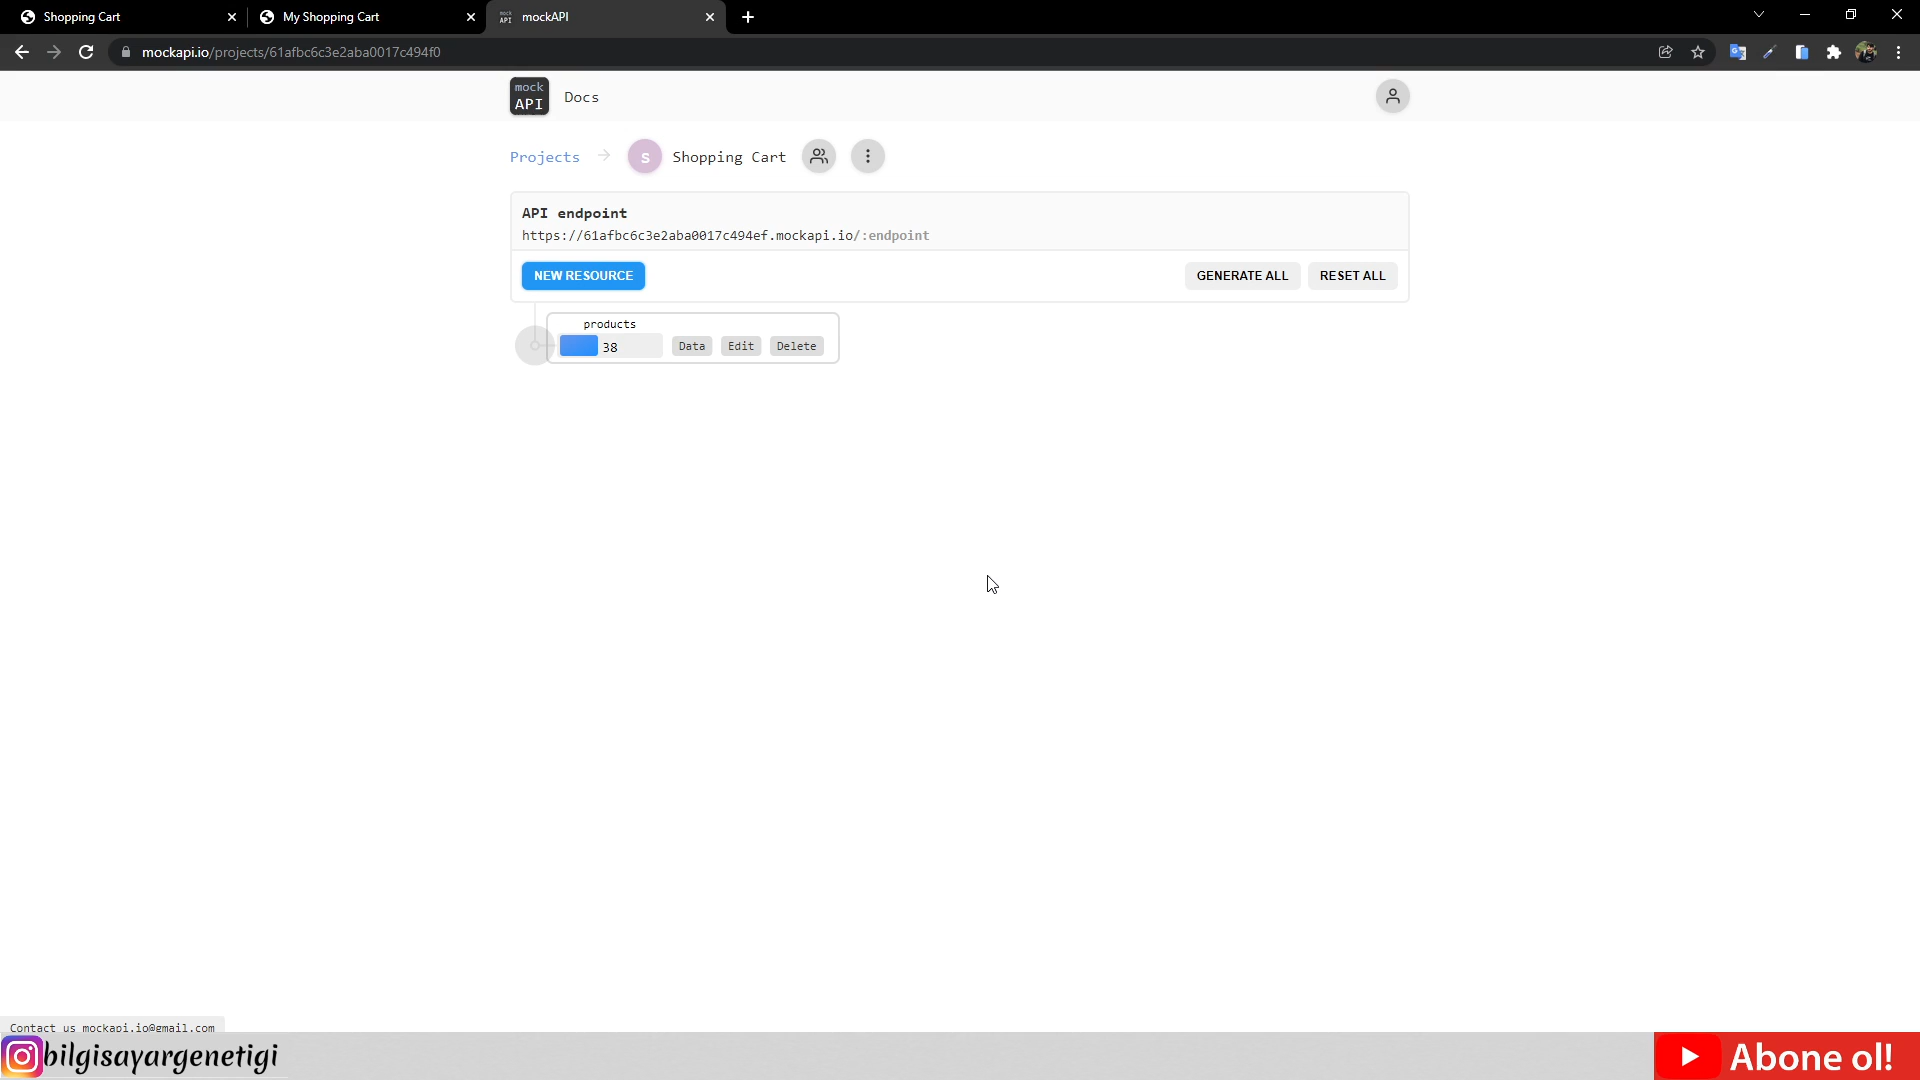 Shopping Cart
My Shopping Cart
mock API mockAPI
mockapi.io/projects/61afbc6c3e2aba0017c494f0
mock
API
Docs
Projects
S
Shopping Cart
API endpoint
https://61afbc6c3e2aba0017c494ef.mockapi.io/:endpoint
NEW RESOURCE
GENERATE ALL
RESET ALL
products
38
Data
Edit
Delete
Contact us mockapi.io@gmail.com
bilgisayargenetigi
Abone ol!